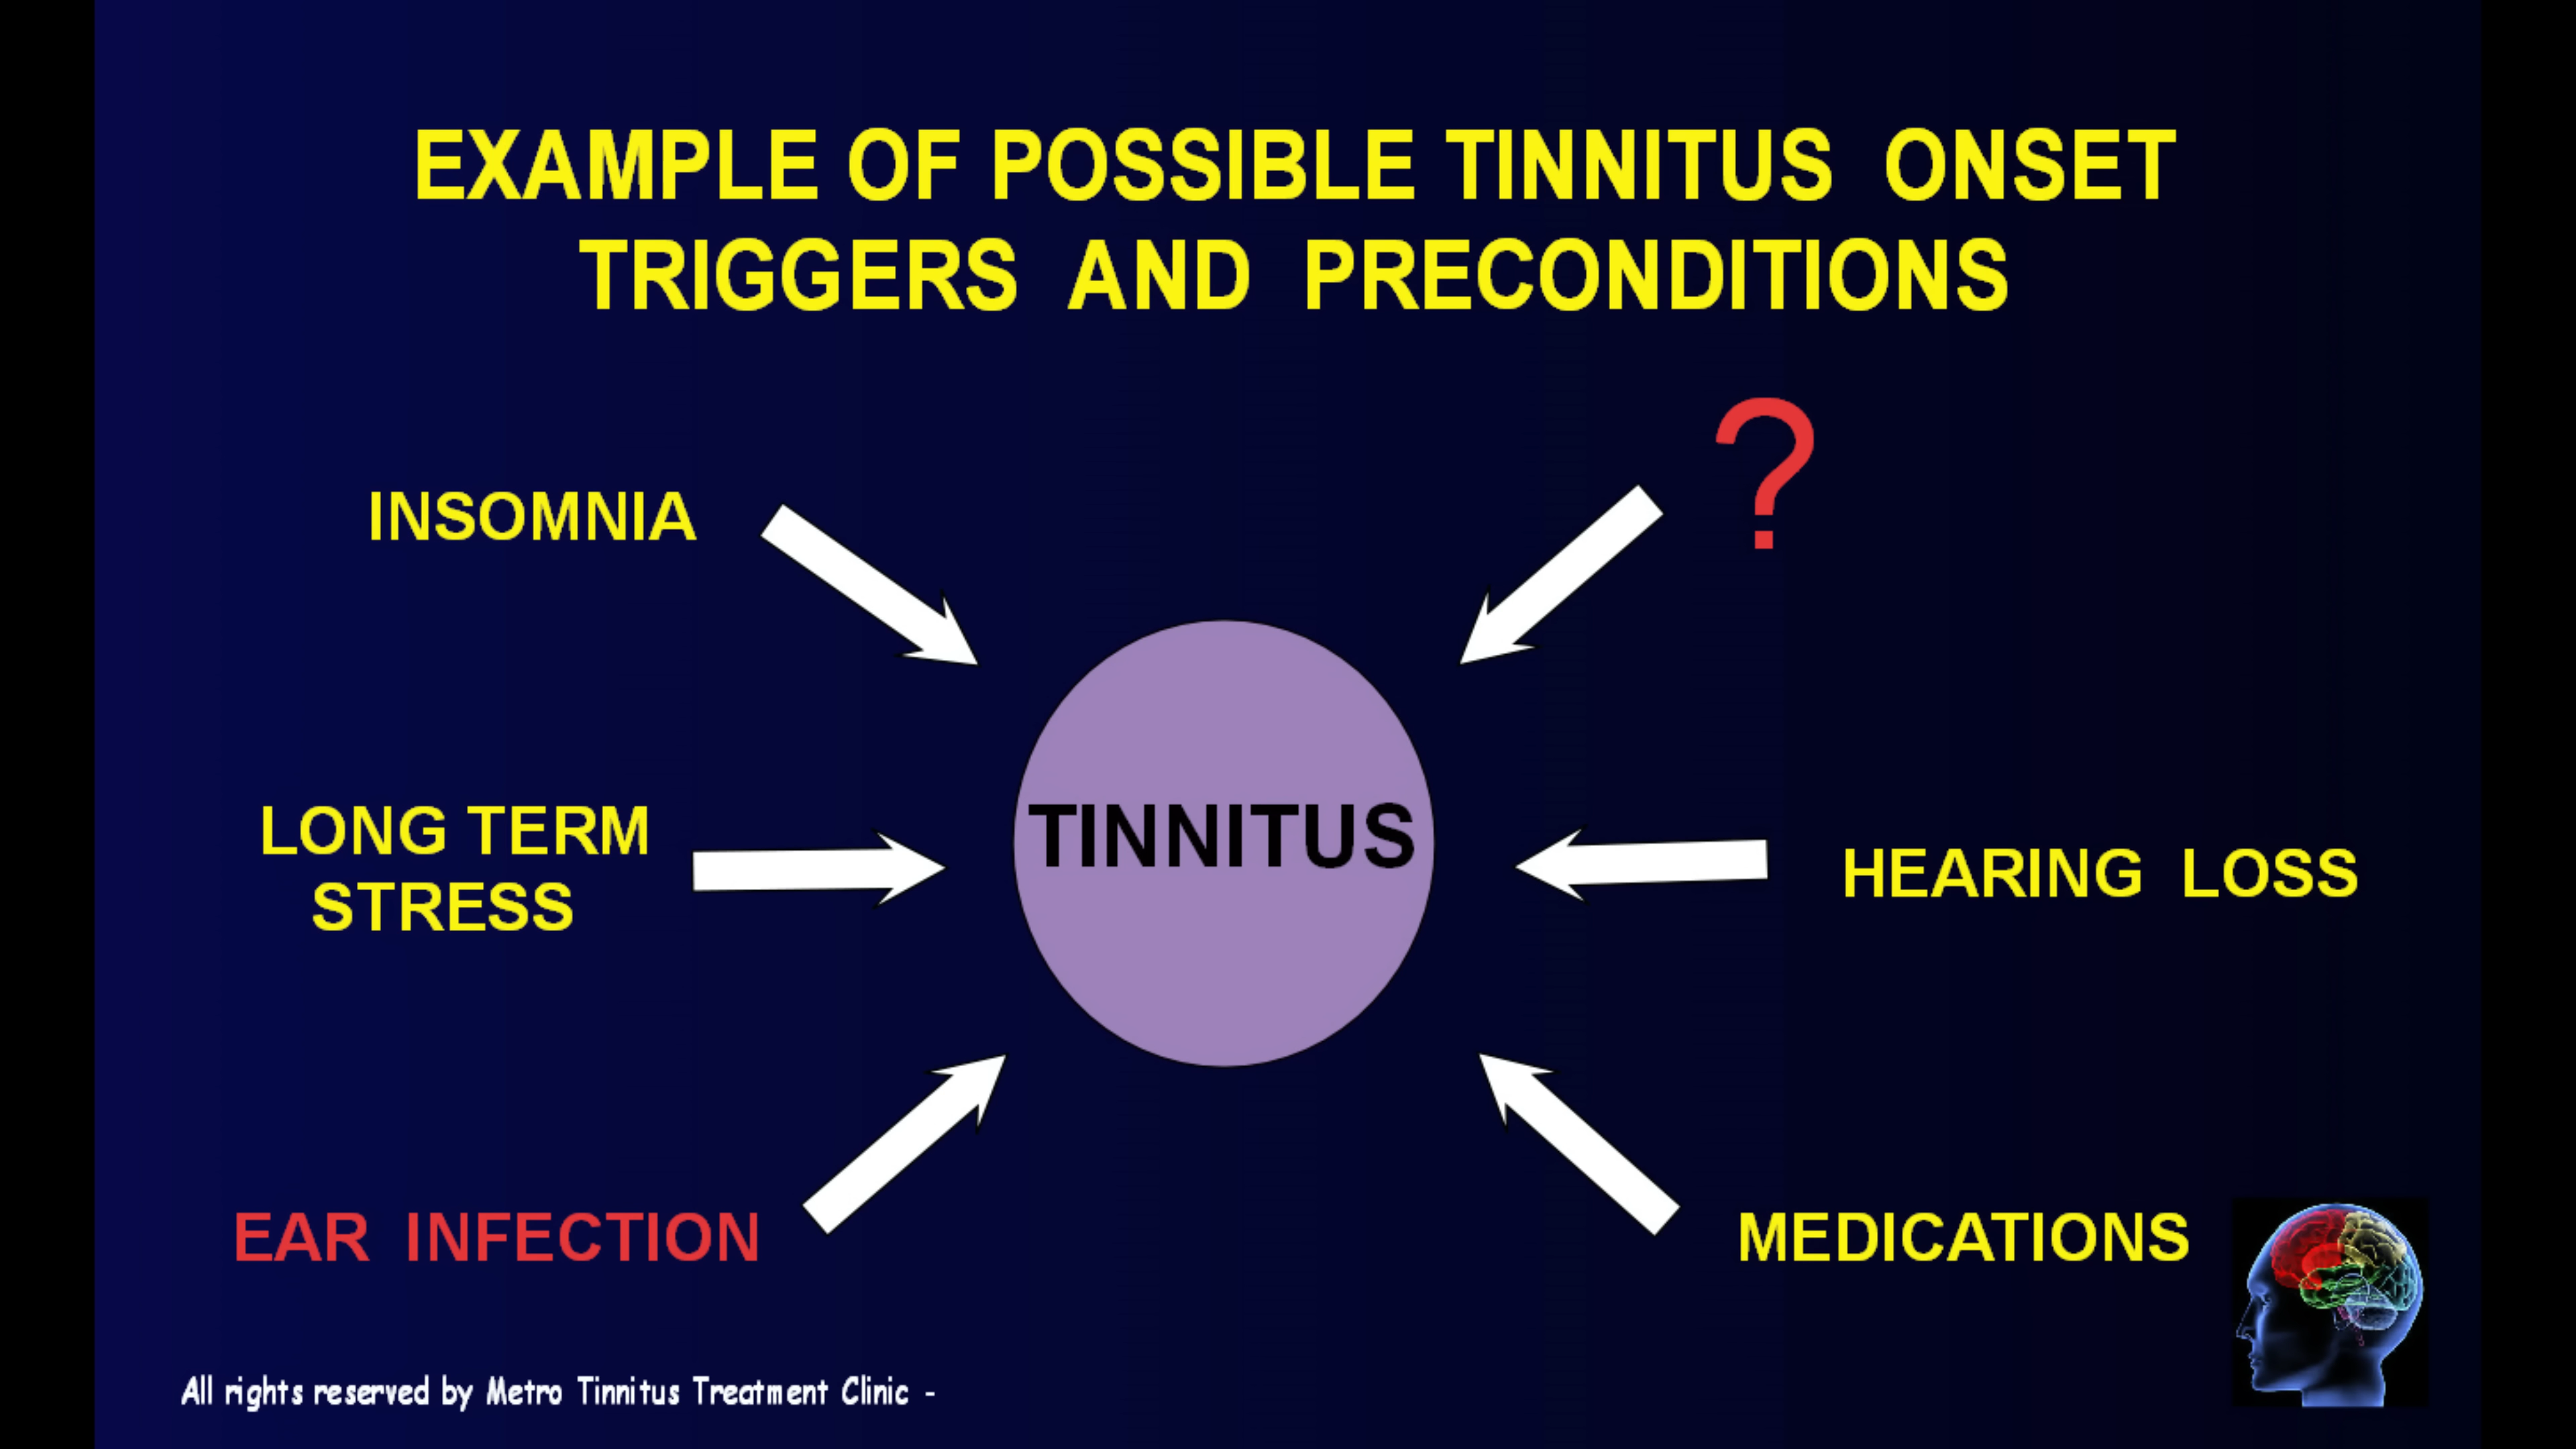 EXAMPLE OF POSSIBLE TINNITUS ONSET
TRIGGERS AND PRECONDITIONS
?
INSOMNIA
LONG TERM
STRESS
TINNITUS
HEARING LOSS
EAR INFECTION
MEDICATIONS
All rights reserved by Metro Tinnitus Treatment Clinic -